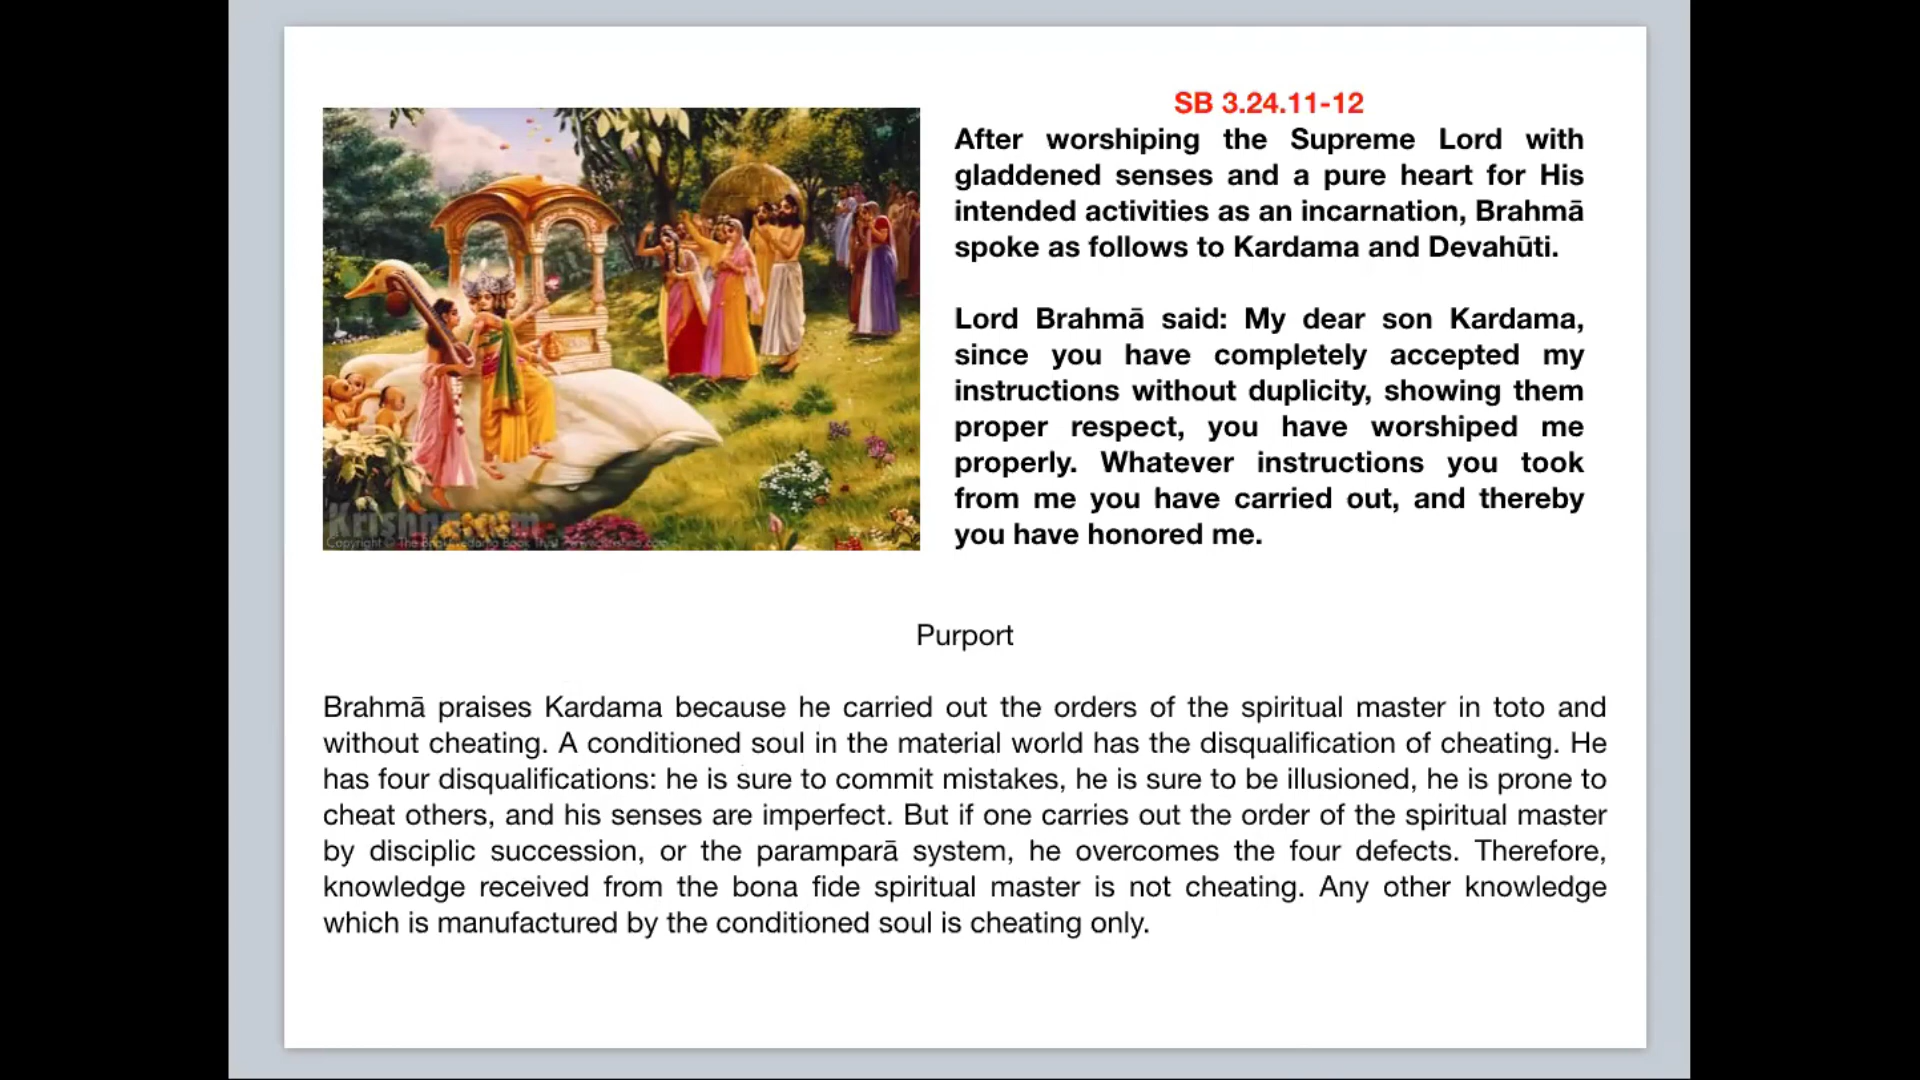 SB 3.24.11-12
After worshiping the Supreme Lord with
gladdened senses and a pure heart for His
intended activities as an incarnation, Brahmā
spoke as follows to Kardama and Devahūti.
Lord Brahmā said: My dear son Kardama,
since you have completely accepted my
instructions without duplicity, showing them
proper respect, you have worshiped me
properly. Whatever instructions you took
from me you have carried out, and thereby
you have honored me.
Krishna.com
Copyright © The Bhaktivedanta Book Trust
Purport
Brahmā praises Kardama because he carried out the orders of the spiritual master in toto and
without cheating. A conditioned soul in the material world has the disqualification of cheating. He
has four disqualifications: he is sure to commit mistakes, he is sure to be illusioned, he is prone to
cheat others, and his senses are imperfect. But if one carries out the order of the spiritual master
by disciplic succession, or the paramparā system, he overcomes the four defects. Therefore,
knowledge received from the bona fide spiritual master is not cheating. Any other knowledge
which is manufactured by the conditioned soul is cheating only.